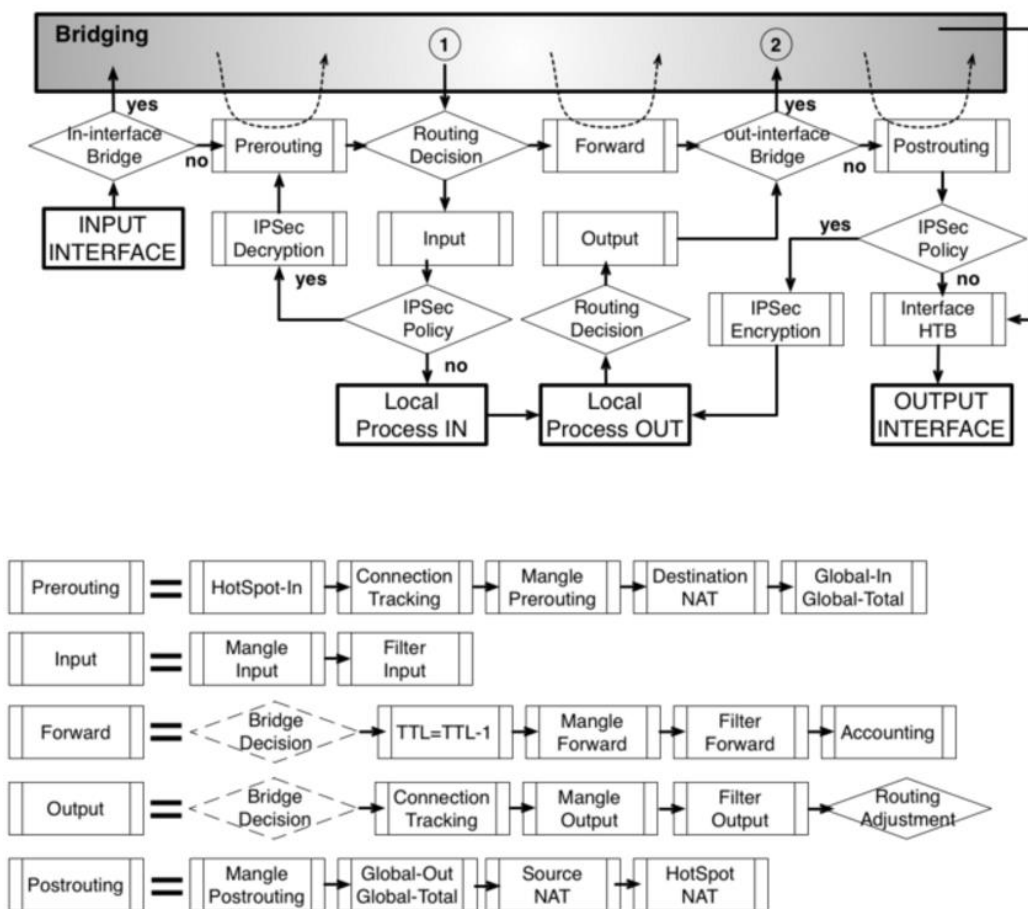 Bridging
1
2
yes
yes
In-interface
Bridge
no
Prerouting
Routing
Decision
Forward
out-interface
Bridge
no
Postrouting
INPUT
INTERFACE
IPSec
Decryption
yes
Input
Output
yes
IPSec
Policy
no
IPSec
Policy
no
Routing
Decision
IPSec
Encryption
Interface
HTB
Local
Process IN
Local
Process OUT
OUTPUT
INTERFACE
Prerouting
=
HotSpot-In
Connection
Tracking
Mangle
Prerouting
Destination
NAT
Global-In
Global-Total
Input
=
Mangle
Input
Filter
Input
Forward
=
Bridge
Decision
TTL=TTL-1
Mangle
Forward
Filter
Forward
Accounting
Output
=
Bridge
Decision
Connection
Tracking
Mangle
Output
Filter
Output
Routing
Adjustment
Postrouting
=
Mangle
Postrouting
Global-Out
Global-Total
Source
NAT
HotSpot
NAT